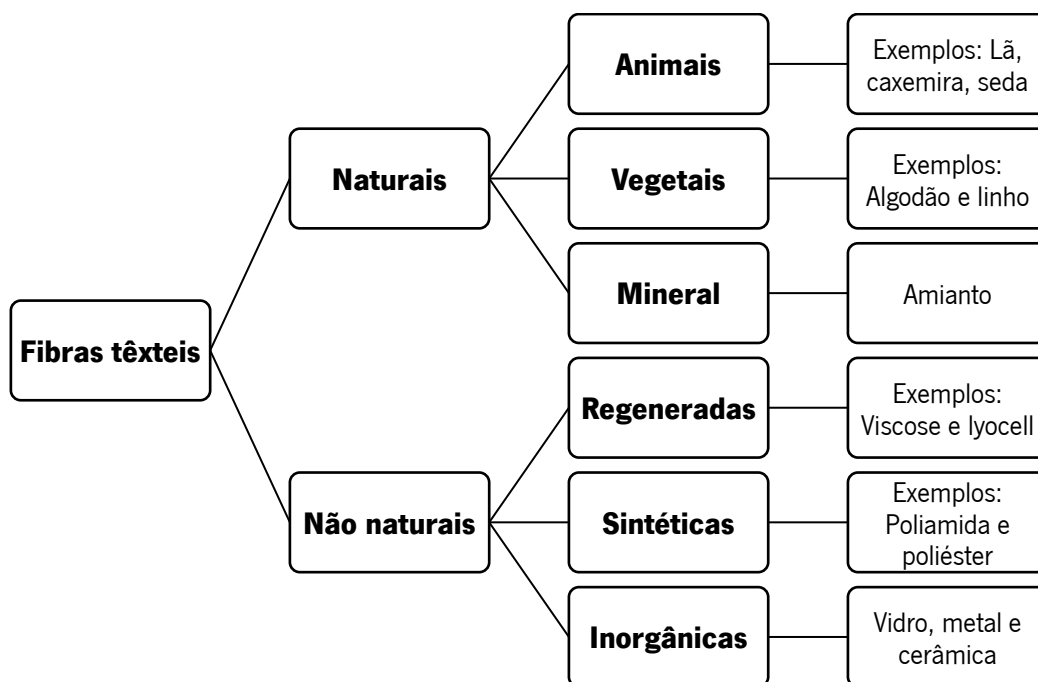 Fibras têxteis
Naturais
Animais
Exemplos: Lã,
caxemira, seda
Vegetais
Exemplos:
Algodão e linho
Mineral
Amianto
Não naturais
Regeneradas
Exemplos:
Viscose e lyocell
Sintéticas
Exemplos:
Poliamida e
poliéster
Inorgânicas
Vidro, metal e
cerâmica